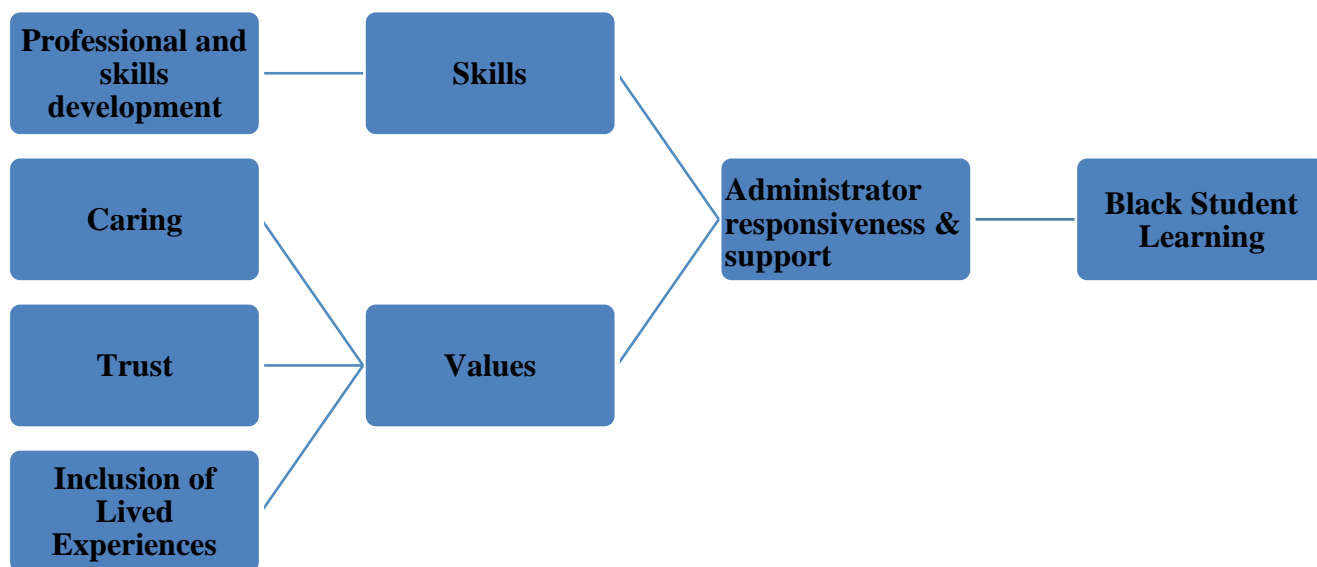 Professional and
skills
development
Skills
Caring
Administrator
responsiveness &
support
Black Student
Learning
Trust
Values
Inclusion of
Lived
Experiences